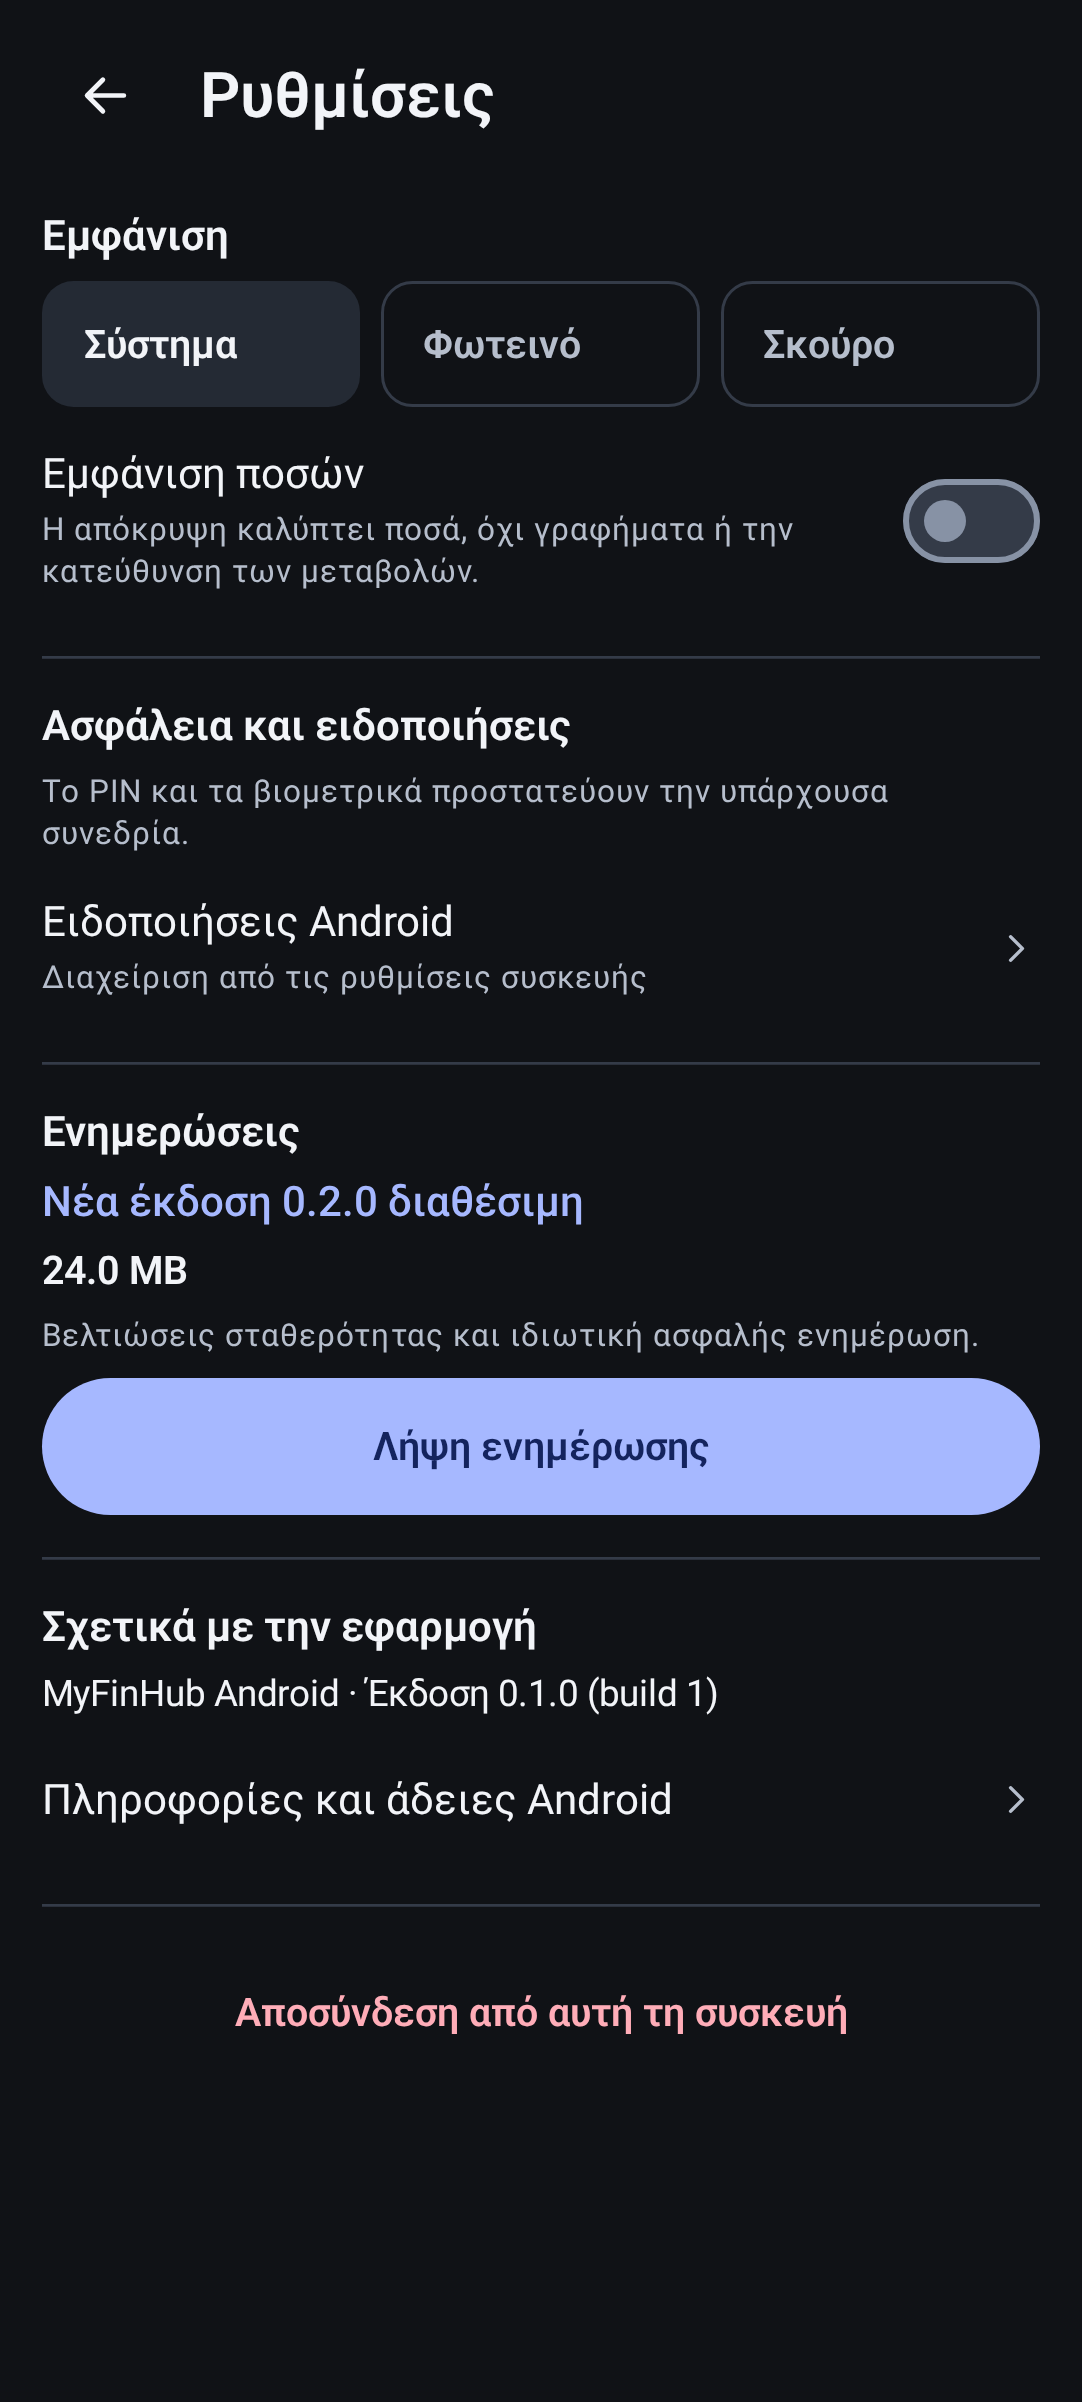 Ρυθμίσεις
Εμφάνιση
Σύστημα
Φωτεινό
Σκούρο
Εμφάνιση ποσών
Η απόκρυψη καλύπτει ποσά, όχι γραφήματα ή την
κατεύθυνση των μεταβολών.
Ασφάλεια και ειδοποιήσεις
Το PIN και τα βιομετρικά προστατεύουν την υπάρχουσα
συνεδρία.
Ειδοποιήσεις Android
Διαχείριση από τις ρυθμίσεις συσκευής
Ενημερώσεις
Νέα έκδοση 0.2.0 διαθέσιμη
24.0 MB
Βελτιώσεις σταθερότητας και ιδιωτική ασφαλής ενημέρωση.
Λήψη ενημέρωσης
Σχετικά με την εφαρμογή
MyFinHub Android · Έκδοση 0.1.0 (build 1)
Πληροφορίες και άδειες Android
Αποσύνδεση από αυτή τη συσκευή